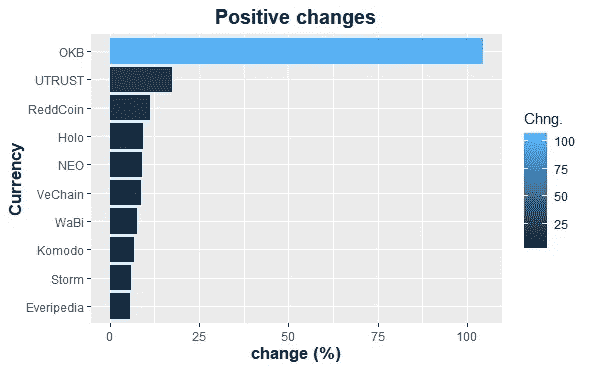 Positive changes
OKB
UTRUST
ReddCoin
Holo
NEO
VeChain
WaBi
Komodo
Storm
Everipedia
Currency
0 25 50 75 100
change (%)
Chng.
100
75
50
25